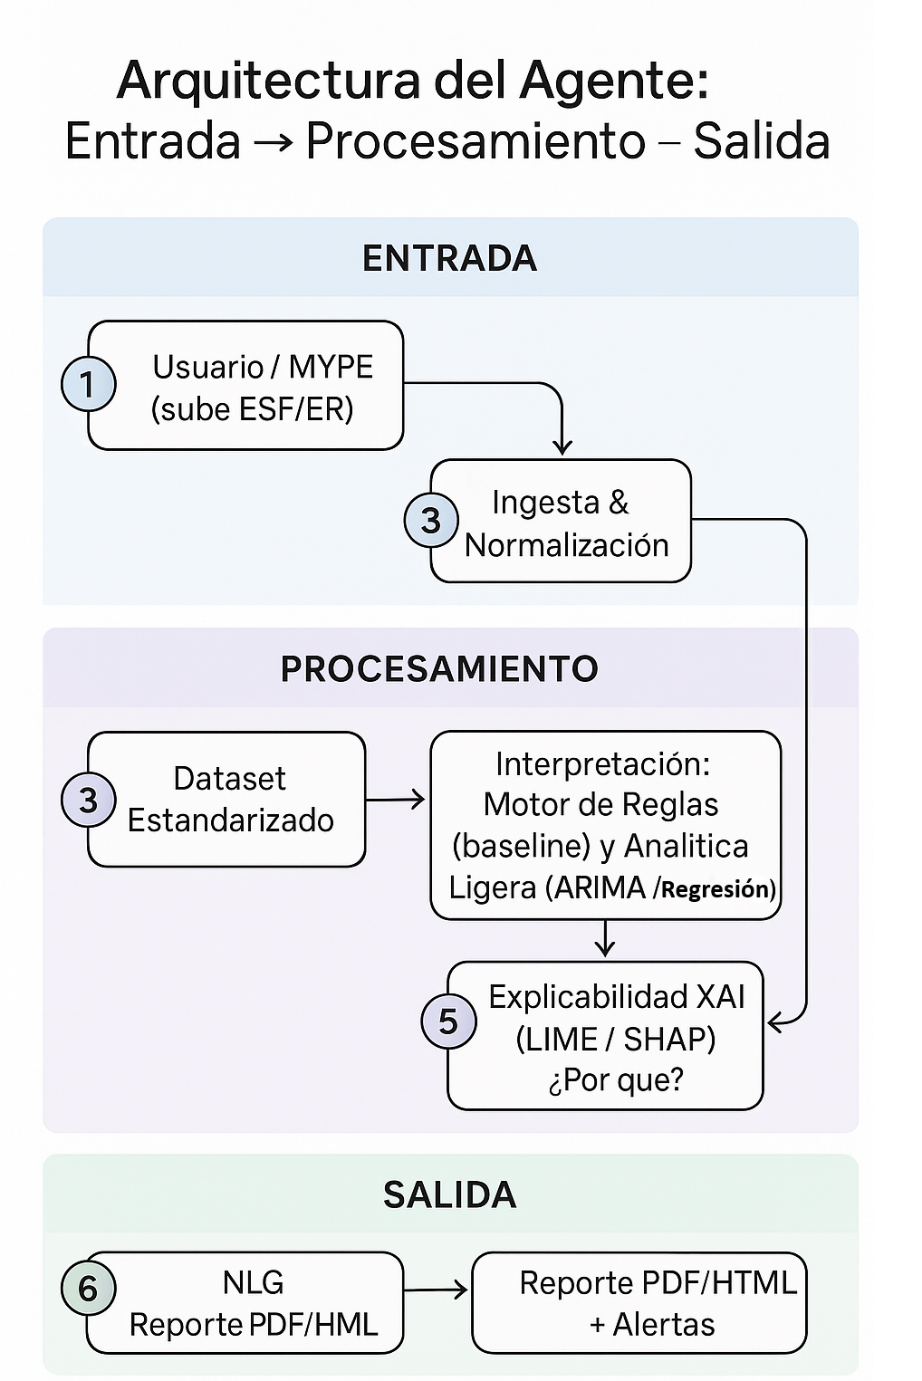 Arquitectura del Agente:
Entrada → Procesamiento – Salida
ENTRADA
1
Usuario / MYPE
(sube ESF/ER)
3
Ingesta &
Normalización
PROCESAMIENTO
3
Dataset
Estandarizado
Interpretación:
Motor de Reglas
(baseline) y Analitica
Ligera (ARIMA /Regresión)
5
Explicabilidad XAI
(LIME / SHAP)
¿Por que?
SALIDA
6
NLG
Reporte PDF/HML
Reporte PDF/HTML
+ Alertas